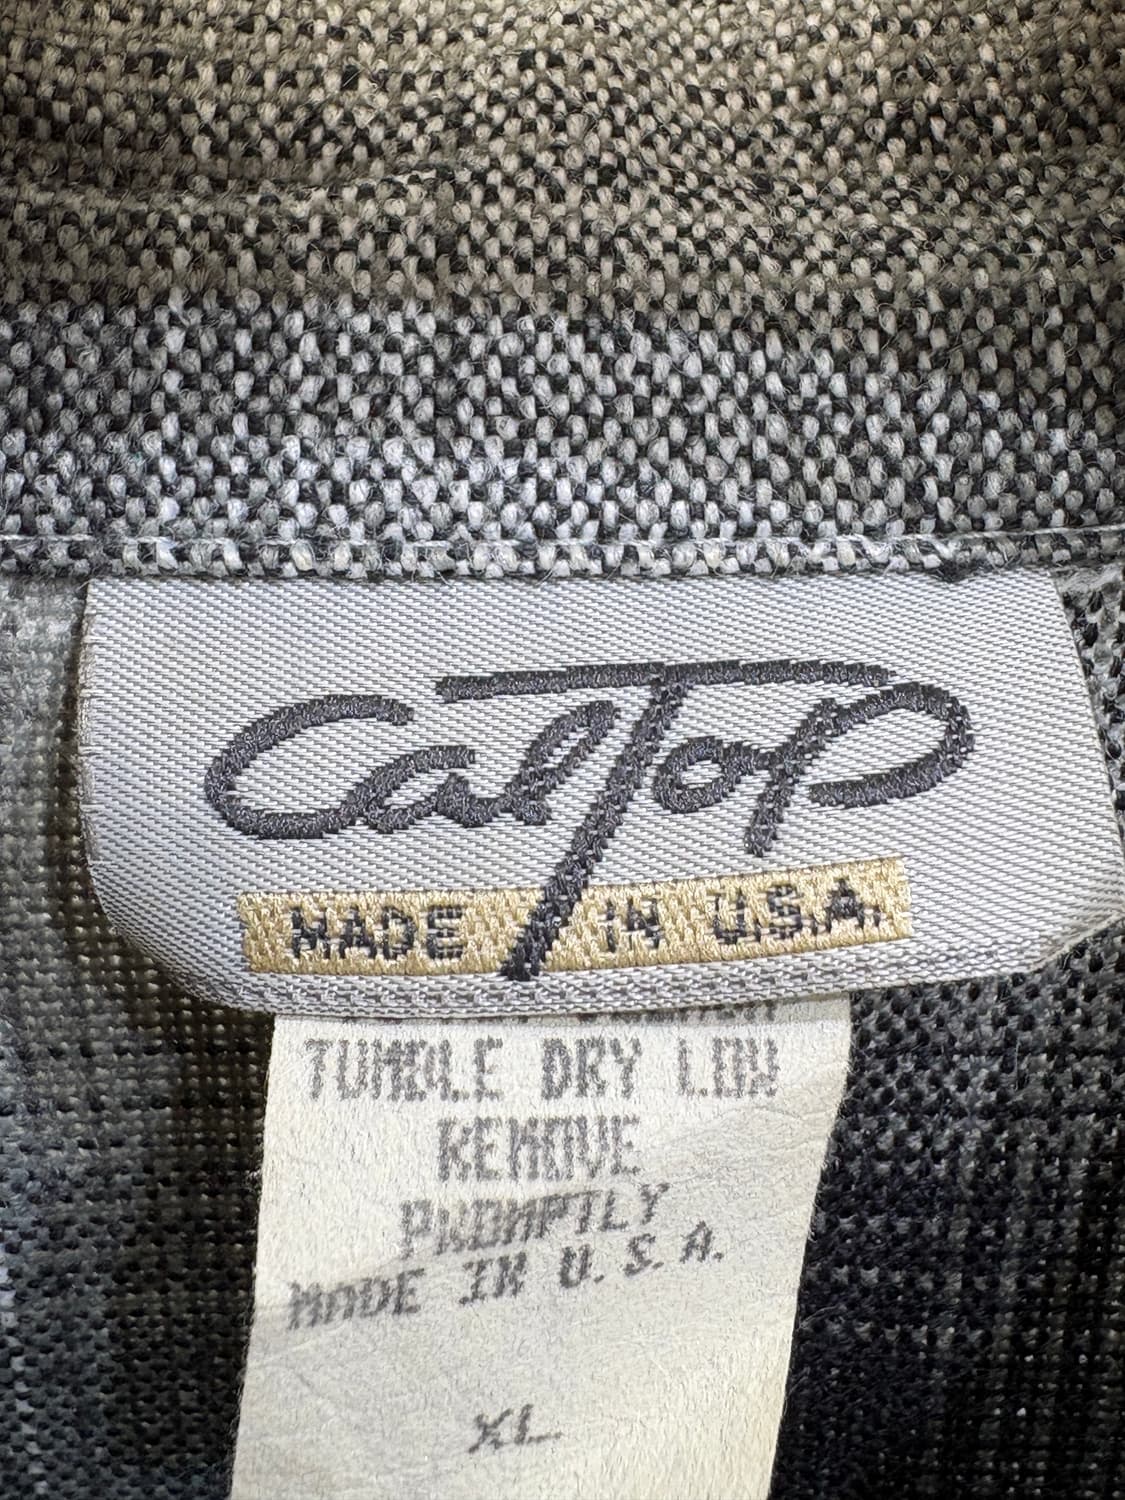 CalTop
MADE IN U.S.A.
TUMBLE DRY LOW
REMOVE
PROMPTLY
MADE IN U.S.A.
XL